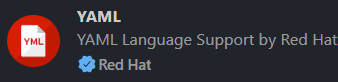 YAML
YML
YAML Language Support by Red Hat
Red Hat